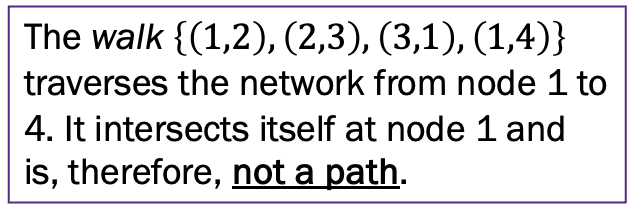 The walk {(1,2), (2,3), (3,1), (1,4)}
traverses the network from node 1 to
4. It intersects itself at node 1 and
is, therefore, not a path.